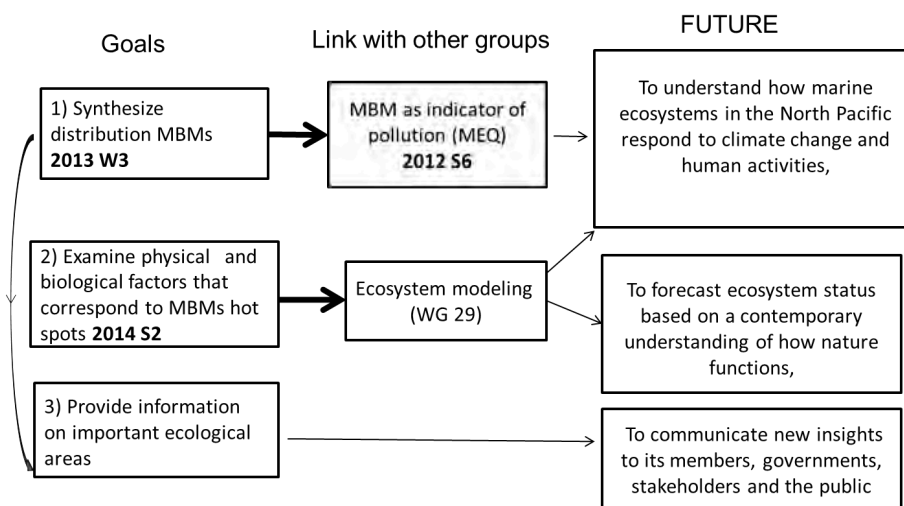 Goals
Link with other groups
FUTURE
1) Synthesize
distribution MBMs
2013 W3
MBM as indicator of
pollution (MEQ)
2012 S6
To understand how marine
ecosystems in the North Pacific
respond to climate change and
human activities,
2) Examine physical and
biological factors that
correspond to MBMs hot
spots 2014 S2
Ecosystem modeling
(WG 29)
To forecast ecosystem status
based on a contemporary
understanding of how nature
functions,
3) Provide information
on important ecological
areas
To communicate new insights
to its members, governments,
stakeholders and the public